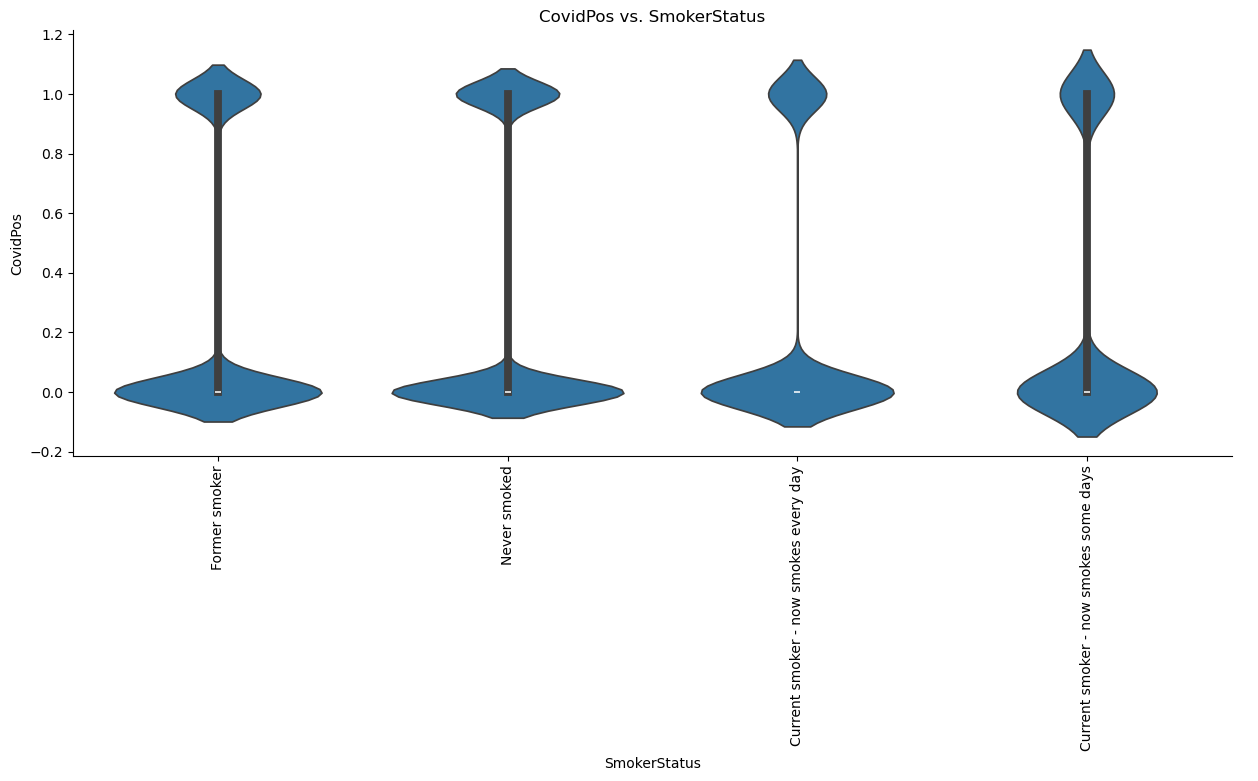 CovidPos vs. SmokerStatus
1.2
1.0
0.8
0.6
0.4
0.2
0.0
−0.2
CovidPos
Former smoker
Never smoked
Current smoker - now smokes every day
Current smoker - now smokes some days
SmokerStatus